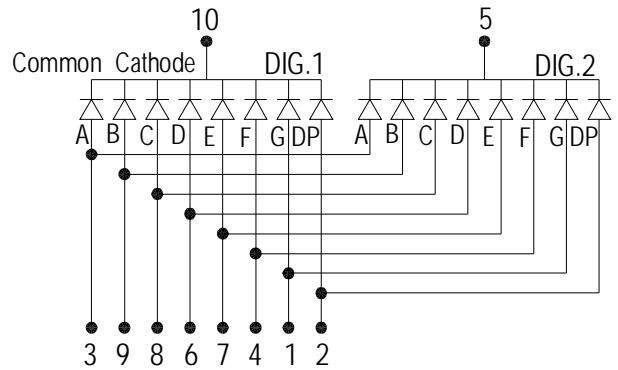 10 5
Common Cathode DIG.1 DIG.2
A B C D E F G DP A B C D E F G DP
3 9 8 6 7 4 1 2